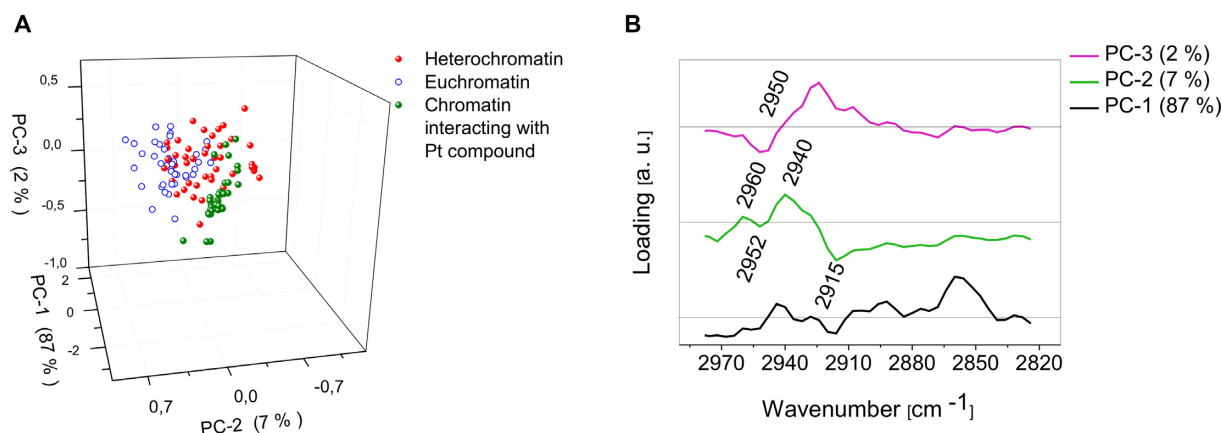 A
Heterochromatin
Euchromatin
Chromatin
interacting with
Pt compound
PC-3 (2 %)
0,5
0,0
-0,5
-1,0
PC-1 (87 %)
2
0
-2
0,7
0,0
-0,7
PC-2 (7 %)
B
PC-3 (2 %)
PC-2 (7 %)
PC-1 (87 %)
Loading [a. u.]
2950
2960
2940
2952
2915
2970
2940
2910
2880
2850
2820
Wavenumber [cm -1]